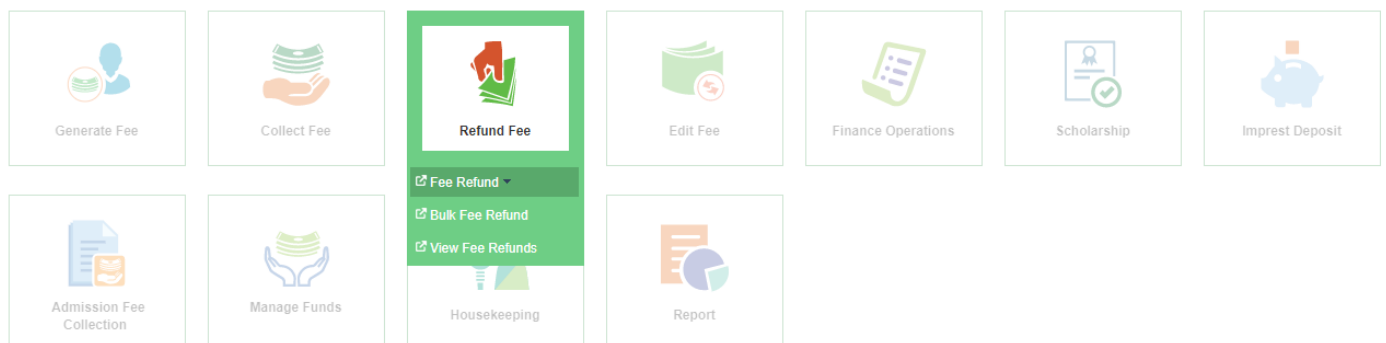 Generate Fee
Collect Fee
Refund Fee
Edit Fee
Finance Operations
Scholarship
Imprest Deposit
Fee Refund
Bulk Fee Refund
View Fee Refunds
Admission Fee
Collection
Manage Funds
Housekeeping
Report